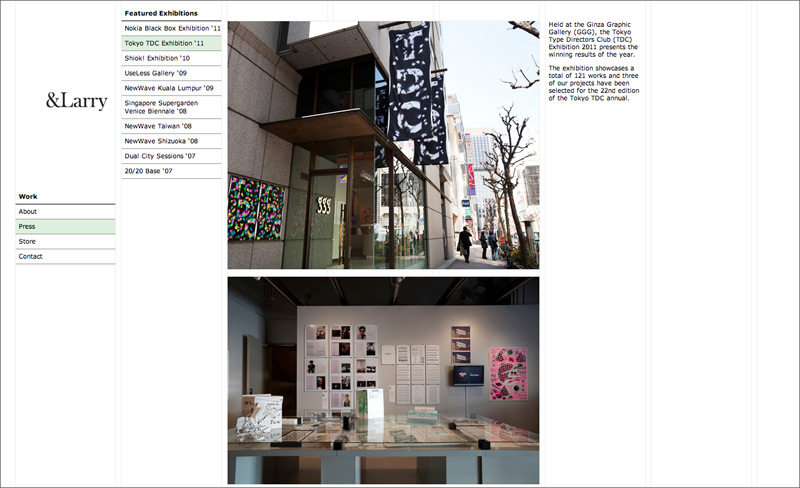 &Larry
Work
About
Press
Store
Contact
Featured Exhibitions
Nokia Black Box Exhibition '11
Tokyo TDC Exhibition '11
Shiok! Exhibition '10
UseLess Gallery '09
NewWave Kuala Lumpur '09
Singapore Supergarden
Venice Biennale '08
NewWave Taiwan '08
NewWave Shizuoka '08
Dual City Sessions '07
20/20 Base '07
TDC
ggg
Held at the Ginza Graphic
Gallery (GGG), the Tokyo
Type Directors Club (TDC)
Exhibition 2011 presents the
winning results of the year.
The exhibition showcases a
total of 121 works and three
of our projects have been
selected for the 22nd edition
of the Tokyo TDC annual.